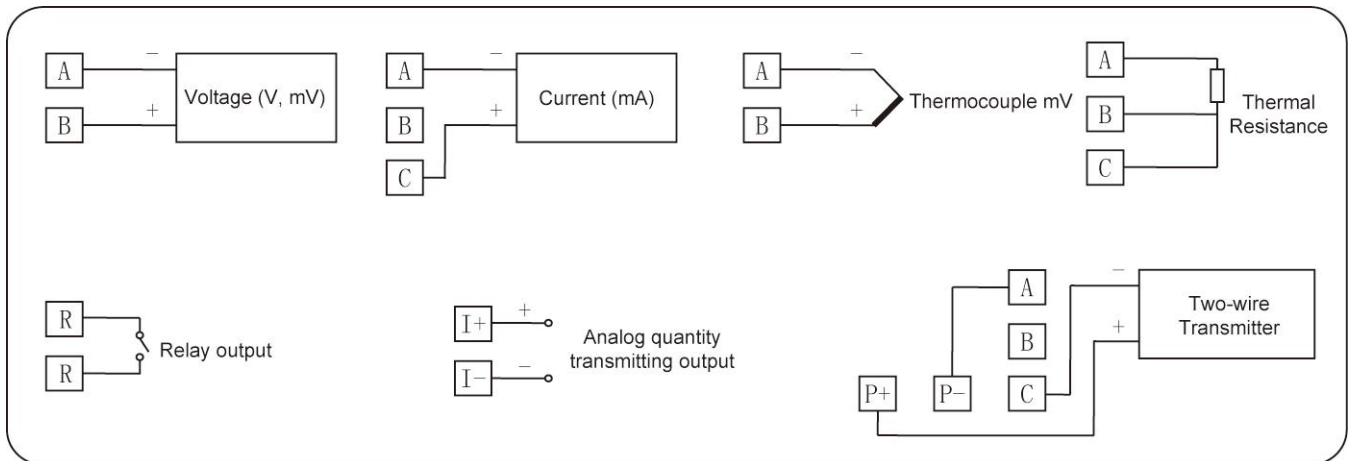 A
−
Voltage (V, mV)
B
+
A
−
Current (mA)
B
+
C
A
−
Thermocouple mV
B
+
A
B
C
Thermal
Resistance
R
R
Relay output
I+
+
I−
−
Analog quantity
transmitting output
A
B
C
P+
P−
−
+
Two-wire
Transmitter